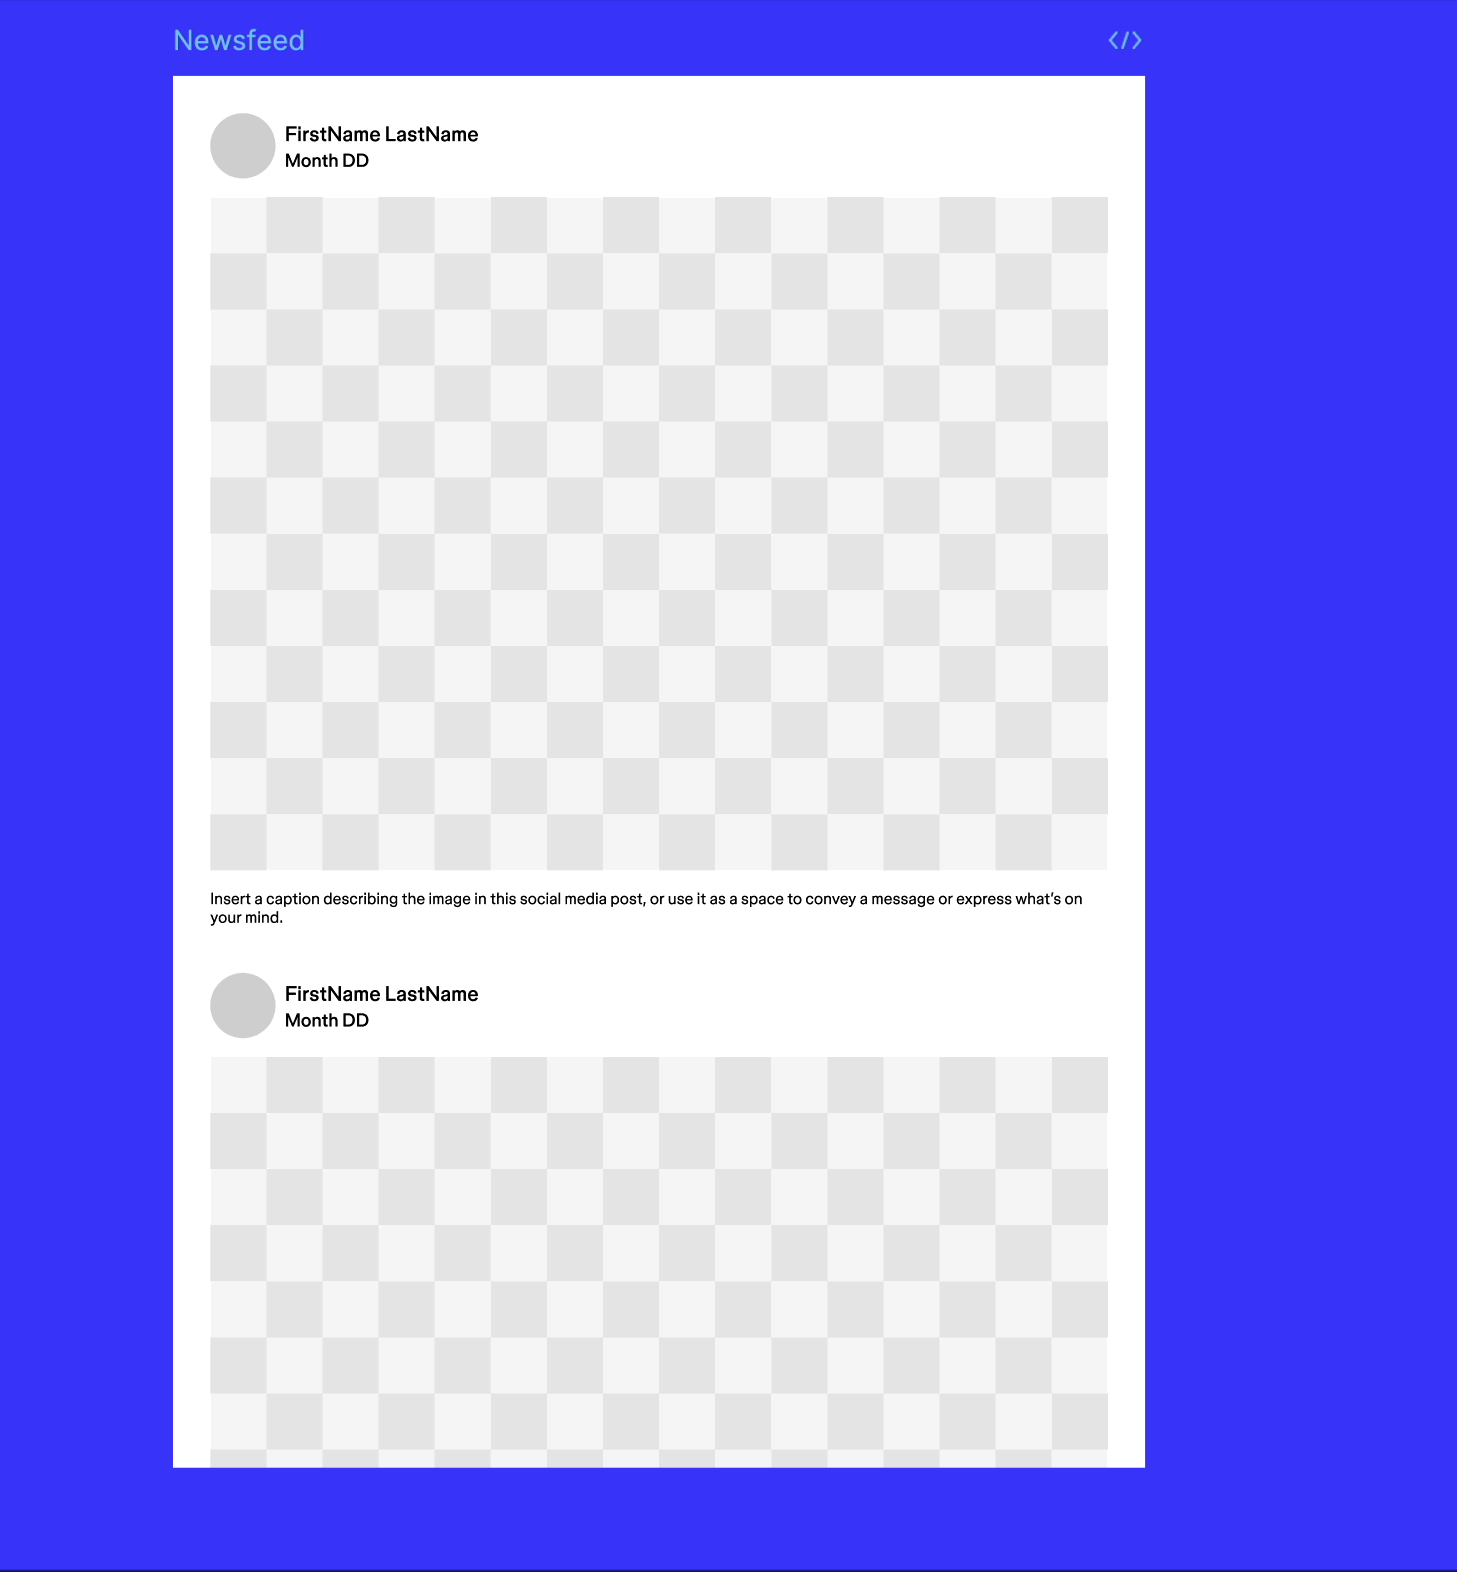 Newsfeed </>
FirstName LastName
Month DD
Insert a caption describing the image in this social media post, or use it as a space to convey a message or express what's on
your mind.
FirstName LastName
Month DD